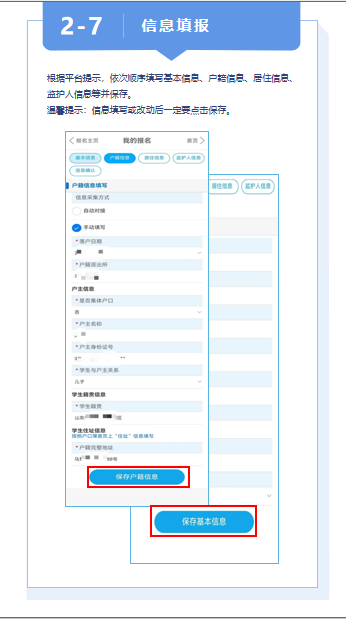 2-7 信息填报
根据平台提示，依次顺序填写基本信息、户籍信息、居住信息、
监护人信息等并保存。
温馨提示：信息填写或改动后一定要点击保存。
报名主页 我的报名 首页
基本信息 户籍信息 居住信息 监护人信息
信息确认
户籍信息填写
信息采集方式
自动对接
手动填写
*落户日期
*户籍派出所
户主信息
*是否集体户口
否
*户主名称
*户主身份证号
*学生与户主关系
儿子
学生籍贯信息
*学生籍贯
学生住址信息
按照户口簿首页上“住址”信息填写
*户籍完整地址
保存户籍信息
居住信息 监护人信息
保存基本信息